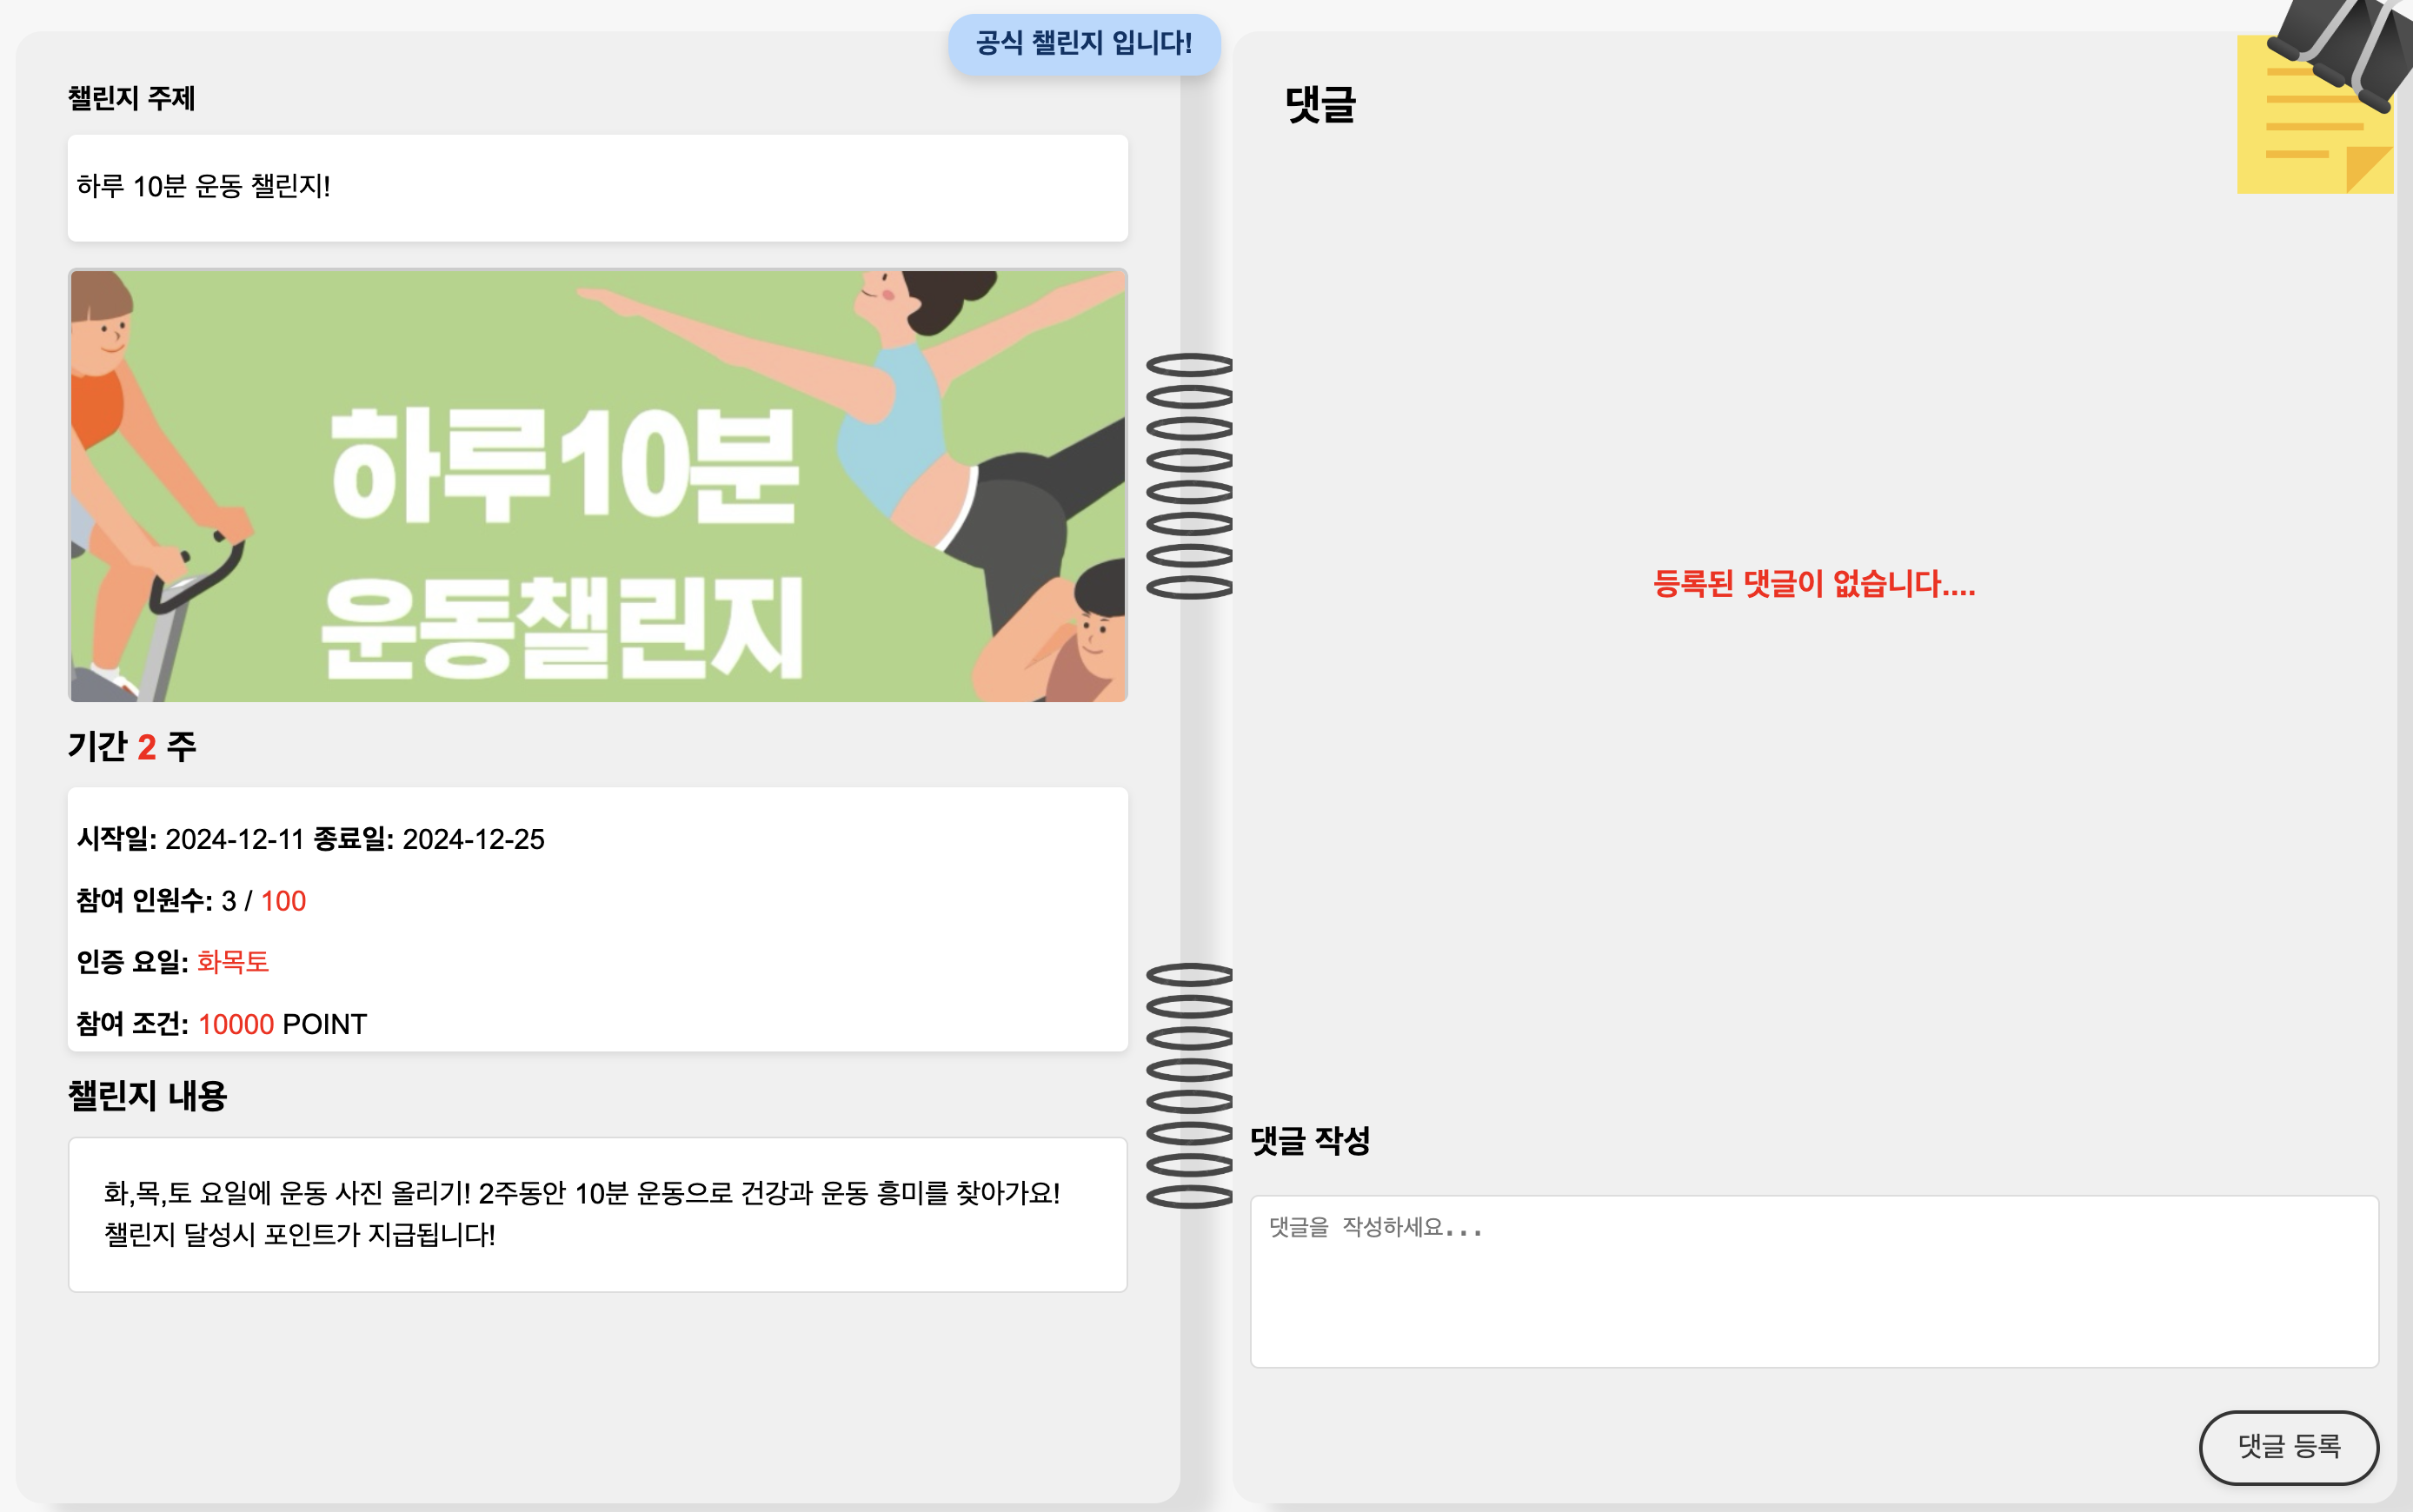 공식 챌린지 입니다!
챌린지 주제
하루 10분 운동 챌린지!
하루10분
운동챌린지
기간 2 주
시작일: 2024-12-11 종료일: 2024-12-25
참여 인원수: 3 / 100
인증 요일: 화목토
참여 조건: 10000 POINT
챌린지 내용
화,목,토 요일에 운동 사진 올리기! 2주동안 10분 운동으로 건강과 운동 흥미를 찾아가요!
챌린지 달성시 포인트가 지급됩니다!
댓글
등록된 댓글이 없습니다....
댓글 작성
댓글을 작성하세요...
댓글 등록